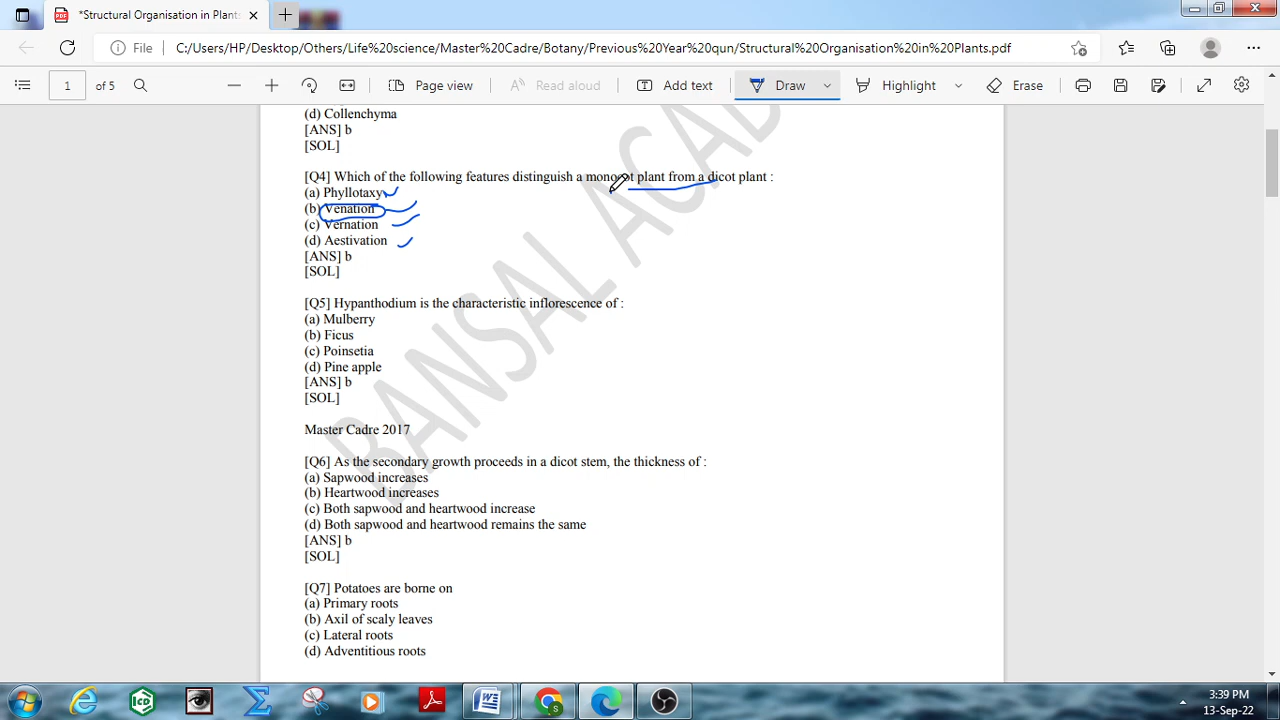 *Structural Organisation in Plants
File
C:/Users/HP/Desktop/Others/Life%20science/Master%20Cadre/Botany/Previous%20Year%20qun/Structural%20Organisation%20in%20Plants.pdf
1 of 5
Page view
Read aloud
Add text
Draw
Highlight
Erase
(d) Collenchyma
[ANS] b
[SOL]
[Q4] Which of the following features distinguish a monocot plant from a dicot plant :
(a) Phyllotaxy
(b) Venation
(c) Vernation
(d) Aestivation
[ANS] b
[SOL]
[Q5] Hypanthodium is the characteristic inflorescence of :
(a) Mulberry
(b) Ficus
(c) Poinsetia
(d) Pine apple
[ANS] b
[SOL]
Master Cadre 2017
[Q6] As the secondary growth proceeds in a dicot stem, the thickness of :
(a) Sapwood increases
(b) Heartwood increases
(c) Both sapwood and heartwood increase
(d) Both sapwood and heartwood remains the same
[ANS] b
[SOL]
[Q7] Potatoes are borne on
(a) Primary roots
(b) Axil of scaly leaves
(c) Lateral roots
(d) Adventitious roots
BANSAL ACAD
3:39 PM
13-Sep-22